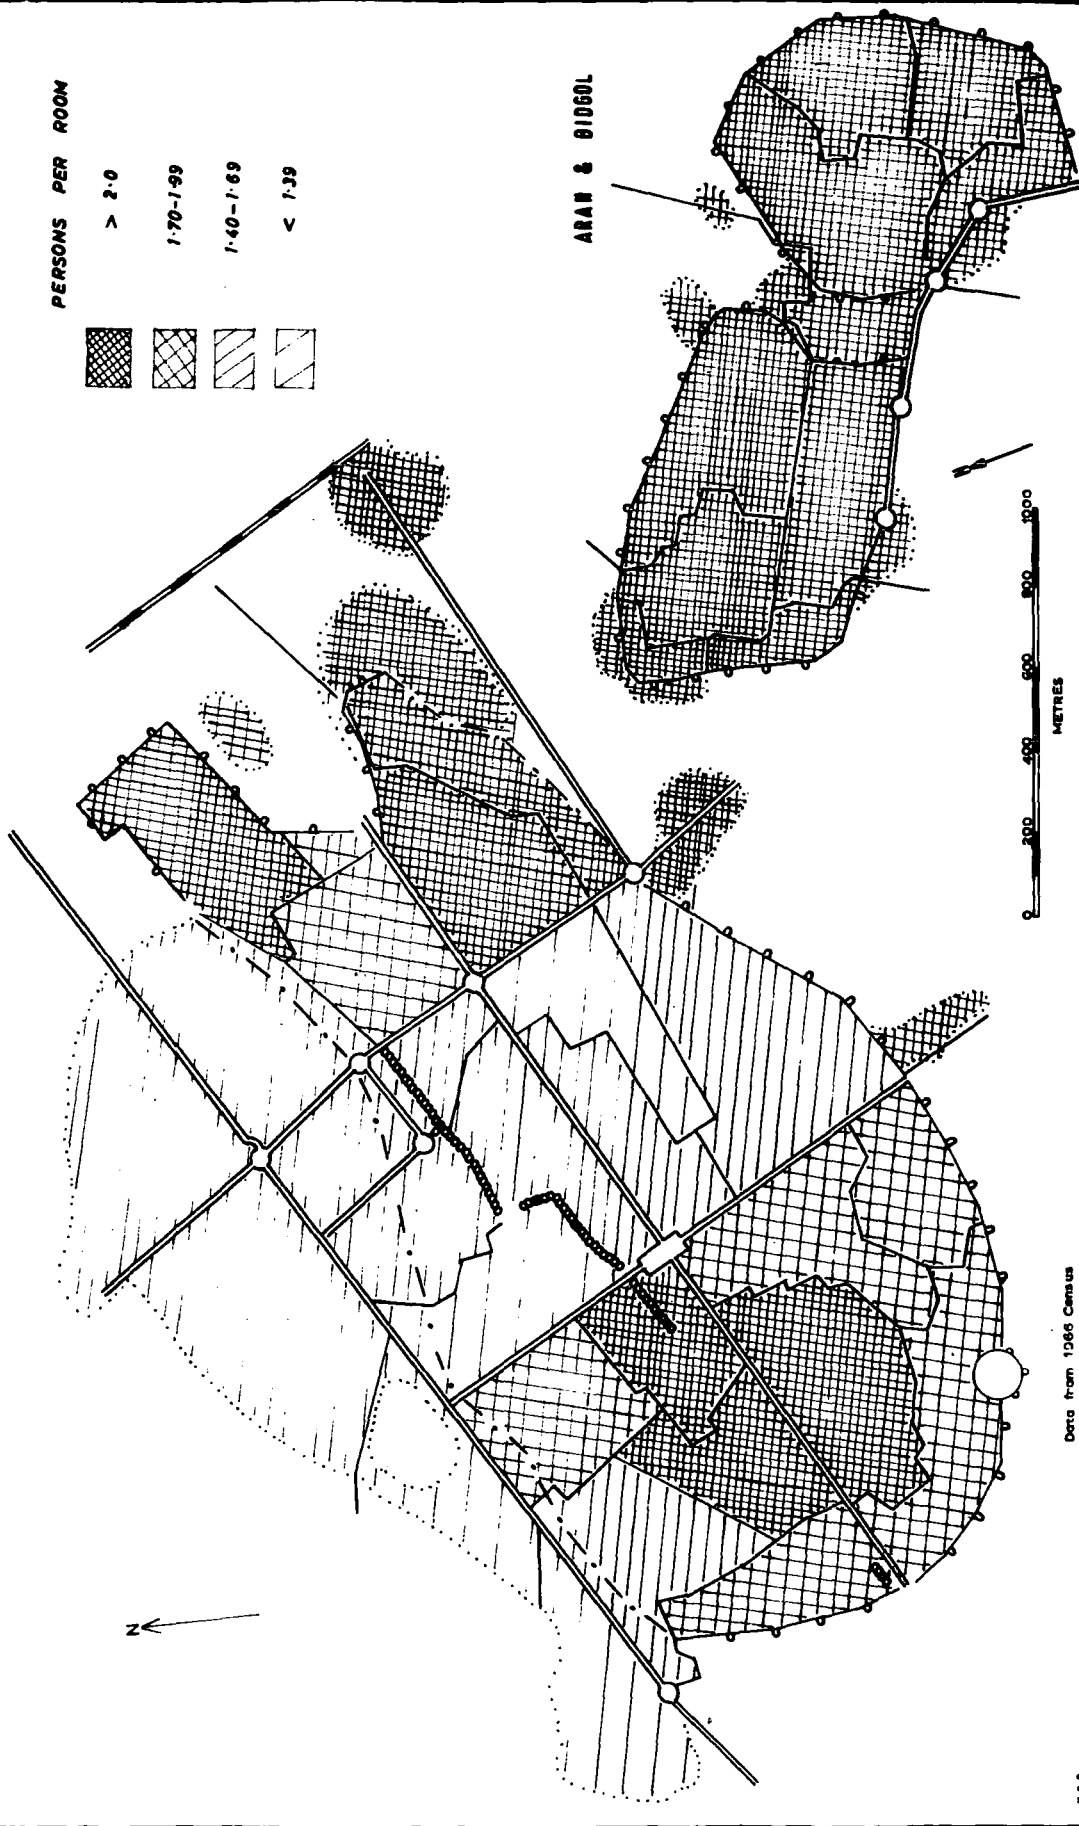 PERSONS PER ROOM
> 2·0
1·70-1·99
1·40-1·69
< 1·39
ARAN & BIDGOL
N
N
0 200 400 600 800 1000
METRES
Data from 1966 Census